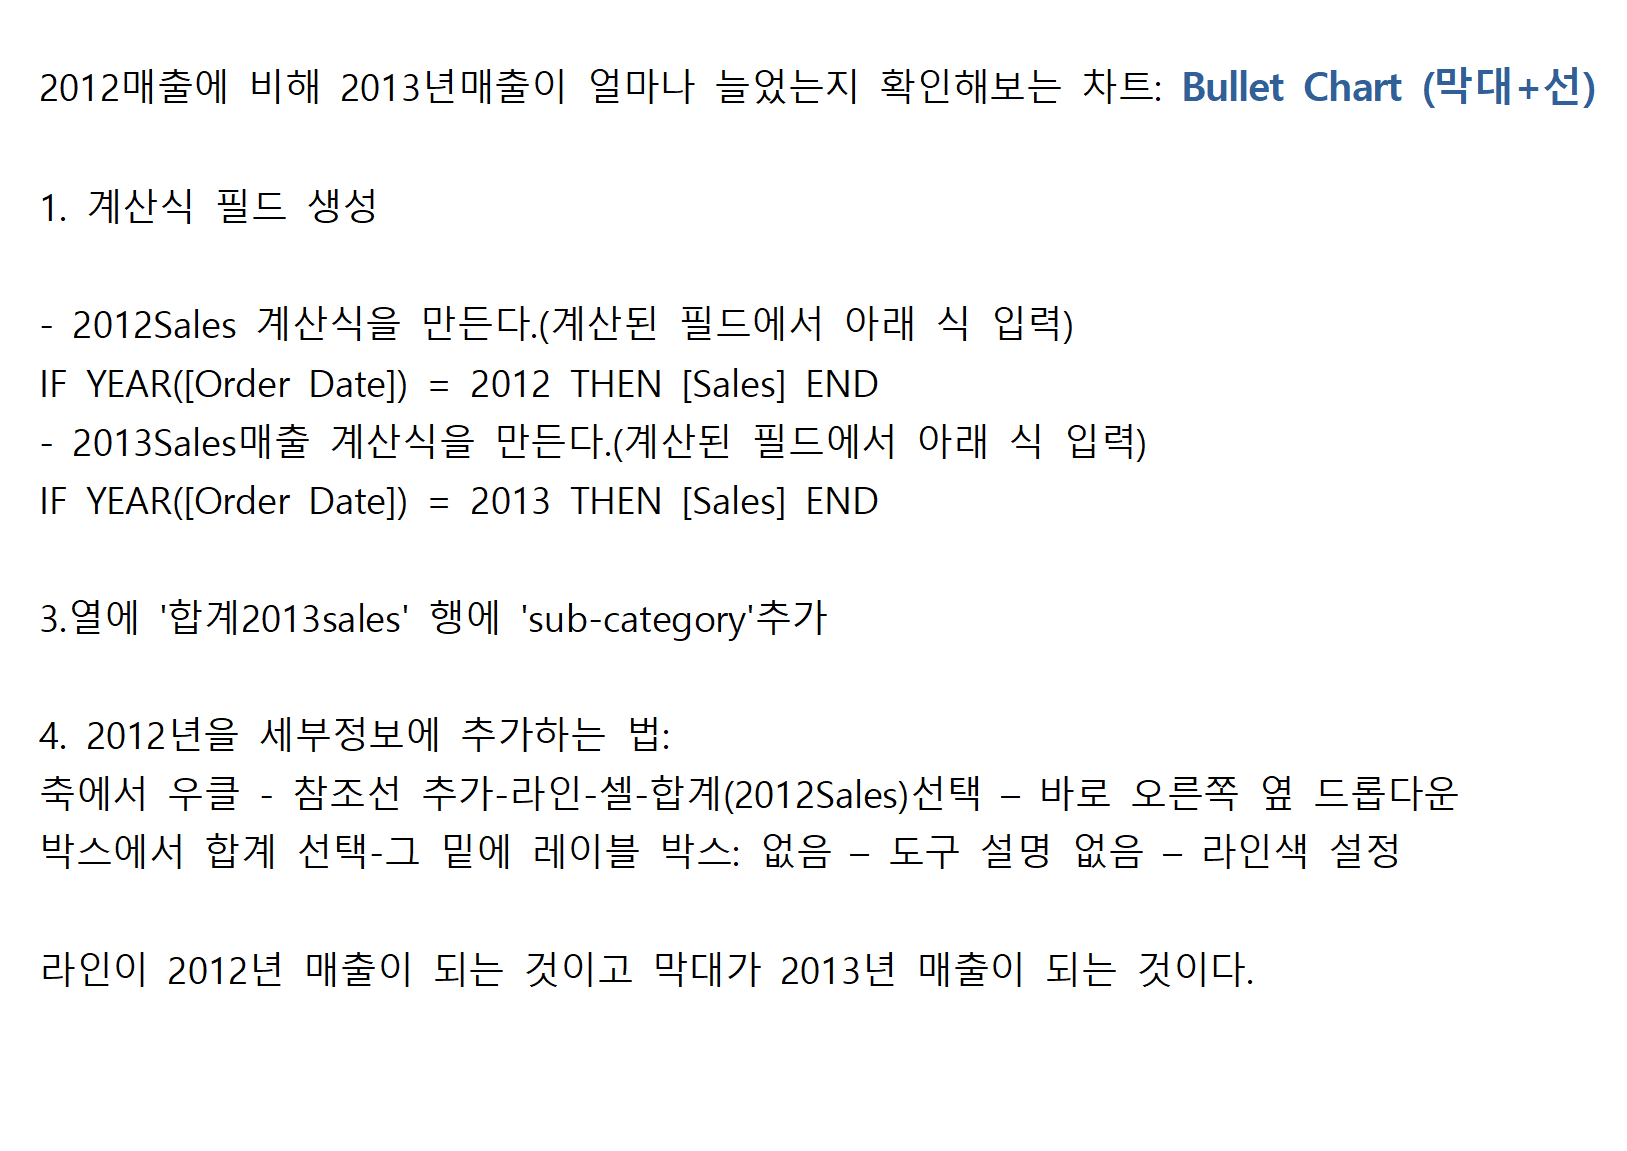 2012매출에 비해 2013년매출이 얼마나 늘었는지 확인해보는 차트: Bullet Chart (막대+선)
1. 계산식 필드 생성
- 2012Sales 계산식을 만든다.(계산된 필드에서 아래 식 입력)
IF YEAR([Order Date]) = 2012 THEN [Sales] END
- 2013Sales매출 계산식을 만든다.(계산된 필드에서 아래 식 입력)
IF YEAR([Order Date]) = 2013 THEN [Sales] END
3.열에 '합계2013sales' 행에 'sub-category'추가
4. 2012년을 세부정보에 추가하는 법:
축에서 우클 - 참조선 추가-라인-셀-합계(2012Sales)선택 – 바로 오른쪽 옆 드롭다운
박스에서 합계 선택-그 밑에 레이블 박스: 없음 – 도구 설명 없음 – 라인색 설정
라인이 2012년 매출이 되는 것이고 막대가 2013년 매출이 되는 것이다.